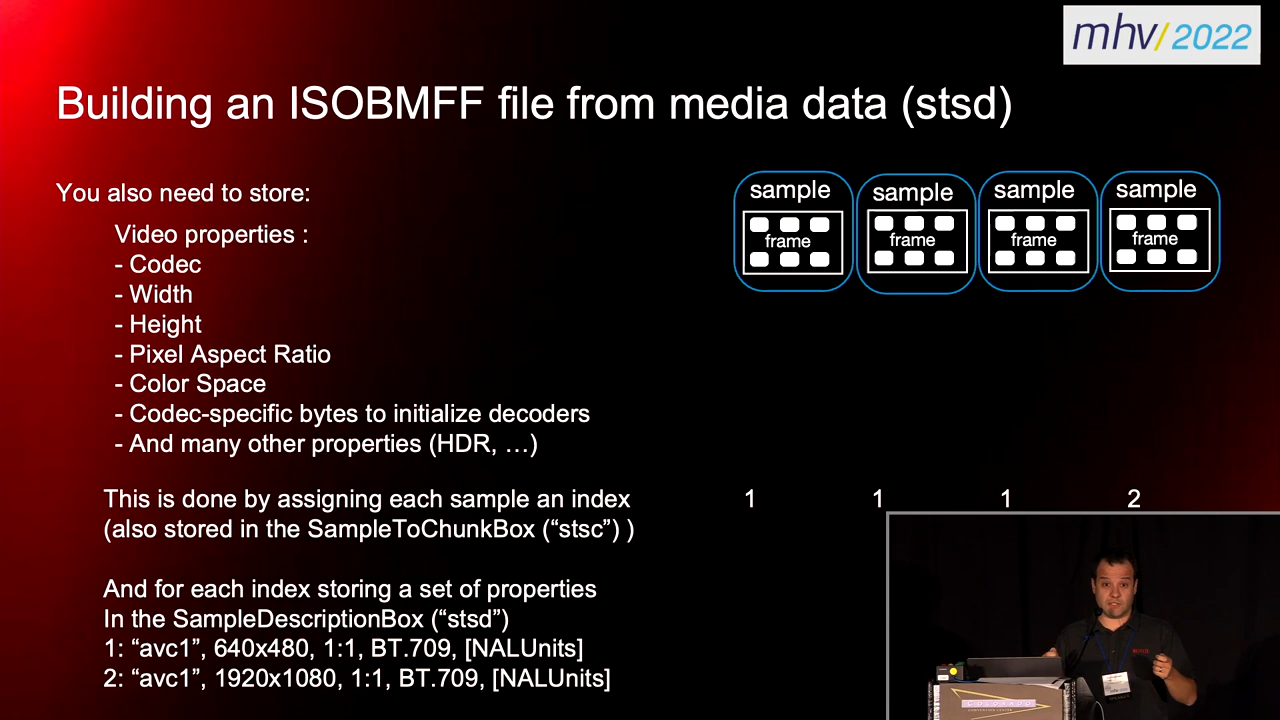 mhv/2022
Building an ISOBMFF file from media data (stsd)
You also need to store:
Video properties :
- Codec
- Width
- Height
- Pixel Aspect Ratio
- Color Space
- Codec-specific bytes to initialize decoders
- And many other properties (HDR, …)
sample sample sample sample
frame frame frame frame
This is done by assigning each sample an index
(also stored in the SampleToChunkBox (“stsc”) )
1 1 1 2
And for each index storing a set of properties
In the SampleDescriptionBox (“stsd”)
1: “avc1”, 640x480, 1:1, BT.709, [NALUnits]
2: “avc1”, 1920x1080, 1:1, BT.709, [NALUnits]
COLORADO
CONVENTION CENTER